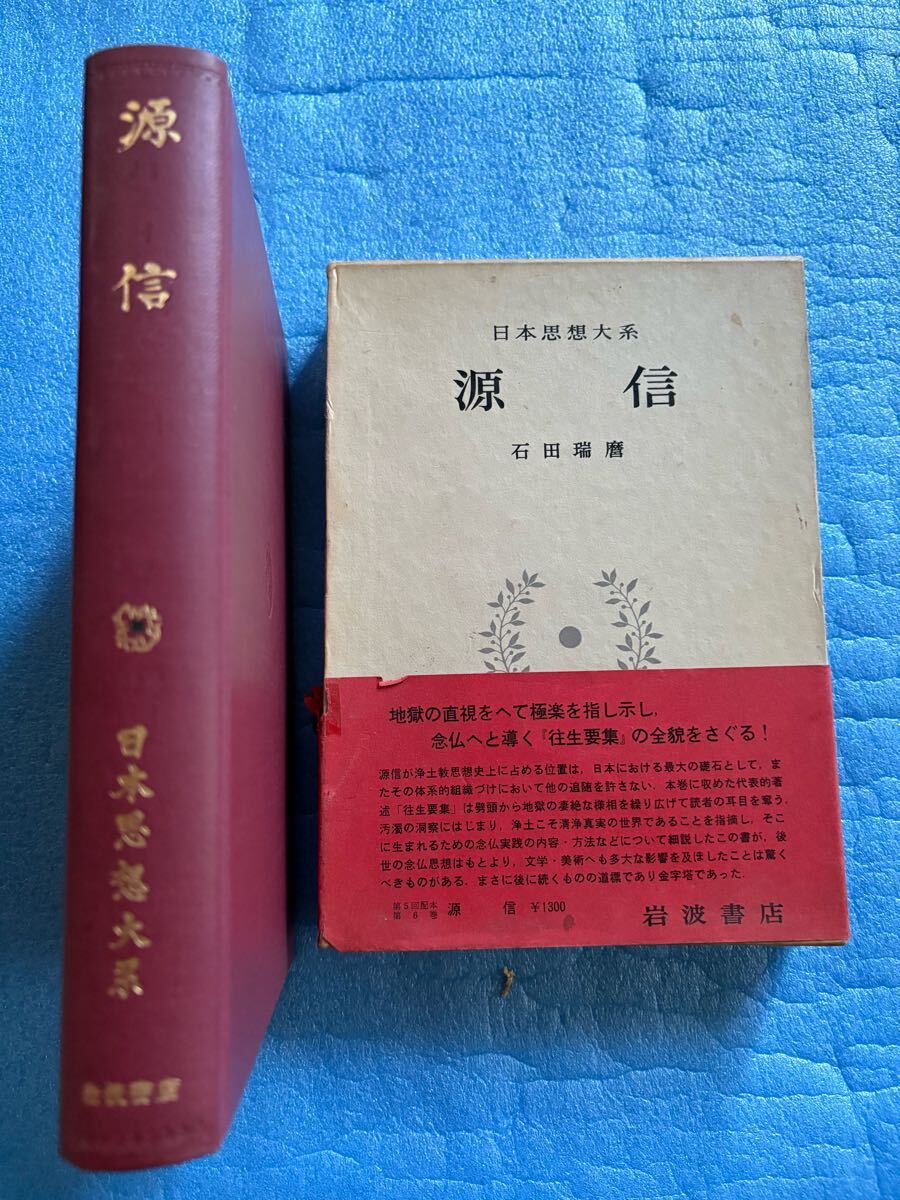 源信
日本思想大系
岩波書店
日本思想大系
源信
石田瑞麿
地獄の直視をへて極楽を指し示し,
念仏へと導く『往生要集』の全貌をさぐる!
源信が浄土教思想史上に占める位置は, 日本における最大の礎石として, ま
たその体系的組織づけにおいて他の追随を許さない. 本巻に収めた代表的著
述「往生要集」は劈頭から地獄の凄絶な様相を繰り広げて読者の耳目を奪う.
汚濁の洞察にはじまり, 浄土こそ清浄真実の世界であることを指摘し, そこ
に生まれるための念仏実践の内容・方法などについて細説したこの書が, 後
世の念仏思想はもとより, 文学・美術へも多大な影響を及ぼしたことは驚く
べきものがある. まさに後に続くものの道標であり金字塔であった.
第5回配本
第6巻
源信 ¥1300
岩波書店